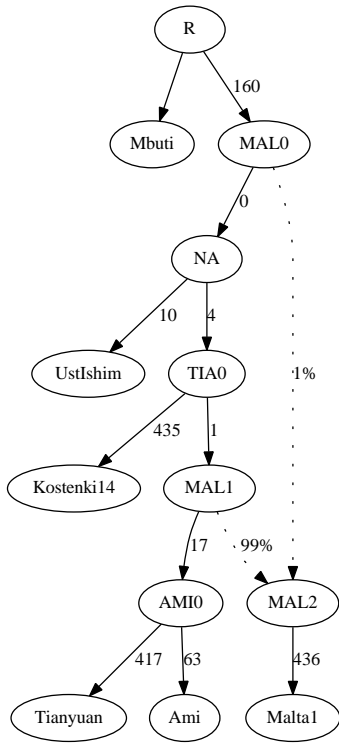 R
160
Mbuti
MAL0
0
NA
10
4
1%
UstIshim
TIA0
435
1
Kostenki14
MAL1
17
99%
AMI0
MAL2
417
63
436
Tianyuan
Ami
Malta1